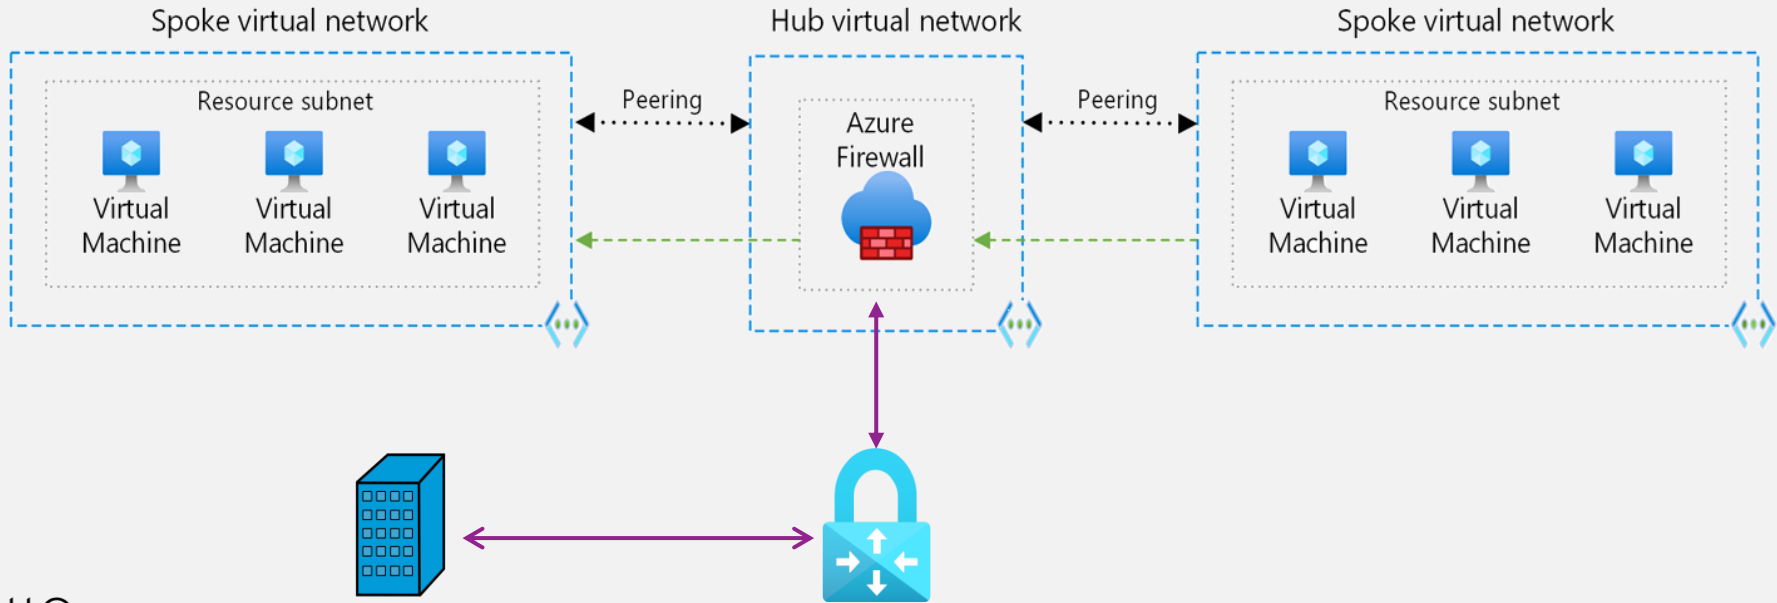 Spoke virtual network
Hub virtual network
Spoke virtual network
Resource subnet
Virtual
Machine
Virtual
Machine
Virtual
Machine
Peering
Azure
Firewall
Peering
Resource subnet
Virtual
Machine
Virtual
Machine
Virtual
Machine